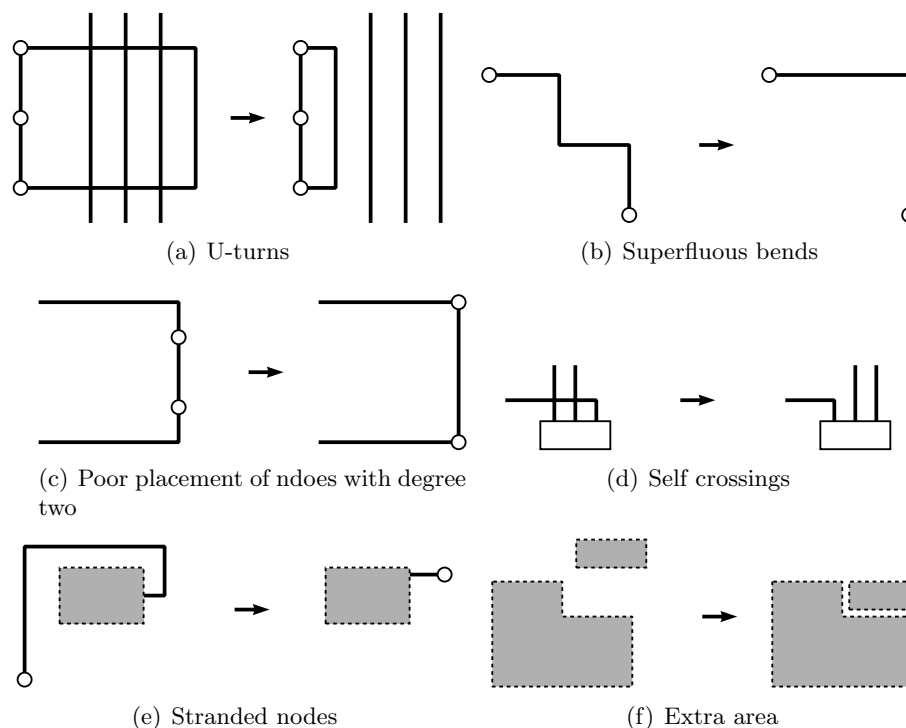 (a) U-turns
(b) Superfluous bends
(c) Poor placement of ndoes with degree
two
(d) Self crossings
(e) Stranded nodes
(f) Extra area